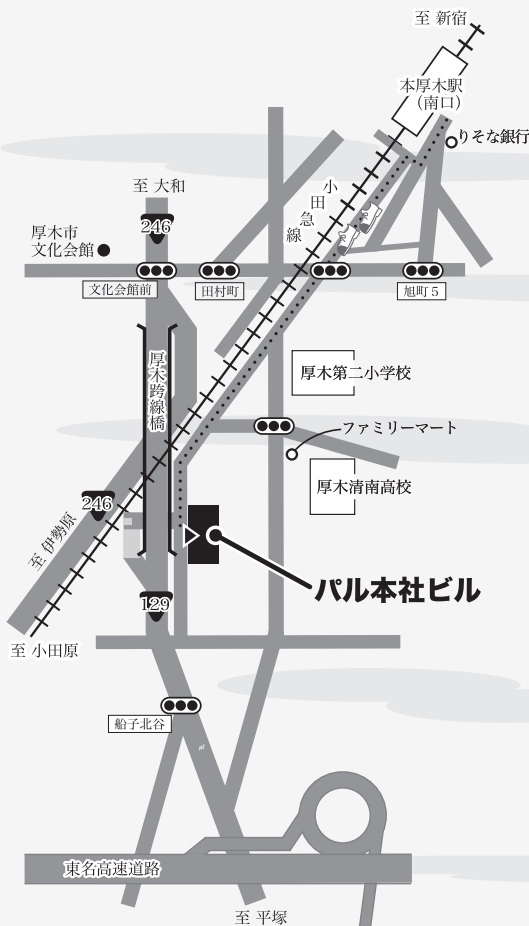 至 新宿
本厚木駅
（南口）
りそな銀行
小田急線
至 大和
246
厚木市
文化会館
文化会館前
田村町
旭町５
厚木跨線橋
厚木第二小学校
ファミリーマート
厚木清南高校
246
至 伊勢原
パル本社ビル
129
至 小田原
船子北谷
東名高速道路
至 平塚